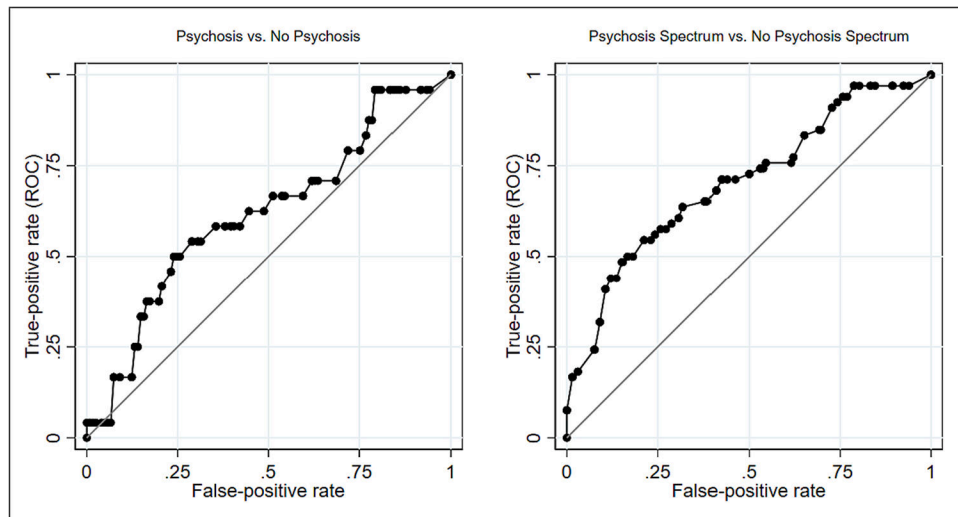 Psychosis vs. No Psychosis
True-positive rate (ROC)
1
.75
.5
.25
0
0 .25 .5 .75 1
False-positive rate
Psychosis Spectrum vs. No Psychosis Spectrum
True-positive rate (ROC)
1
.75
.5
.25
0
0 .25 .5 .75 1
False-positive rate